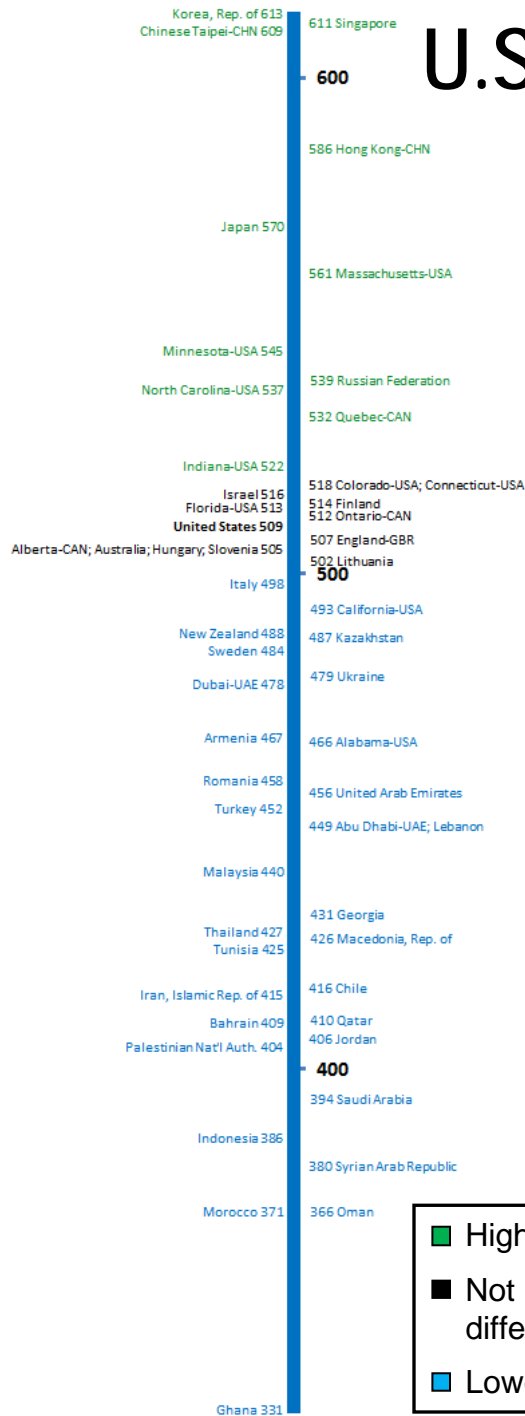 Korea, Rep. of 613
611 Singapore
Chinese Taipei-CHN 609
U.S
600
586 Hong Kong-CHN
Japan 570
561 Massachusetts-USA
Minnesota-USA 545
539 Russian Federation
North Carolina-USA 537
532 Quebec-CAN
Indiana-USA 522
518 Colorado-USA; Connecticut-USA
Israel 516
514 Finland
Florida-USA 513
512 Ontario-CAN
United States 509
507 England-GBR
Alberta-CAN; Australia; Hungary; Slovenia 505
502 Lithuania
500
Italy 498
493 California-USA
New Zealand 488
487 Kazakhstan
Sweden 484
479 Ukraine
Dubai-UAE 478
Armenia 467
466 Alabama-USA
Romania 458
456 United Arab Emirates
Turkey 452
449 Abu Dhabi-UAE; Lebanon
Malaysia 440
431 Georgia
Thailand 427
426 Macedonia, Rep. of
Tunisia 425
416 Chile
Iran, Islamic Rep. of 415
410 Qatar
Bahrain 409
406 Jordan
Palestinian Nat'l Auth. 404
400
394 Saudi Arabia
Indonesia 386
380 Syrian Arab Republic
Morocco 371
366 Oman
High
Not
diffe
Low
Ghana 331